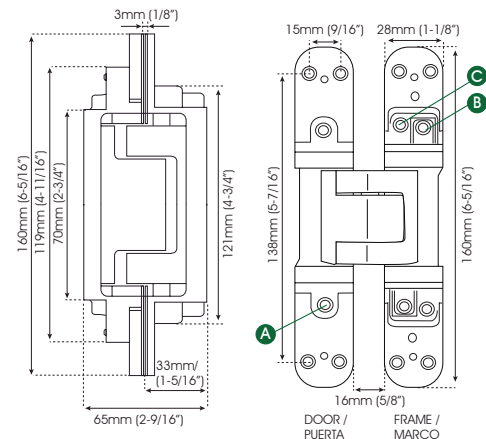 3mm (1/8")
160mm (6-5/16")
119mm (4-11/16")
70mm (2-3/4")
121mm (4-3/4")
33mm/
(1-5/16")
65mm (2-9/16")
15mm (9/16")
28mm (1-1/8")
C
B
138mm (5-7/16")
160mm (6-5/16")
A
16mm (5/8")
DOOR /
PUERTA
FRAME /
MARCO